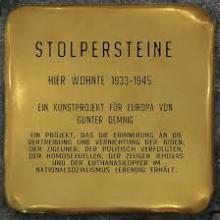 STOLPERSTEINE
HIER WOHNTE 1933-1945
EIN KUNSTPROJEKT FÜR EUROPA VON
GUNTER DEMNIG
EIN PROJEKT, DAS DIE ERINNERUNG AN DIE
VERTREIBUNG UND VERNICHTUNG DER JUDEN,
DER ZIGEUNER, DER POLITISCH VERFOLGTEN,
DER HOMOSEXUELLEN, DER ZEUGEN JEHOVAS
UND DER EUTHANASIEOPFER IM
NATIONALSOZIALISMUS LEBENDIG ERHÄLT.